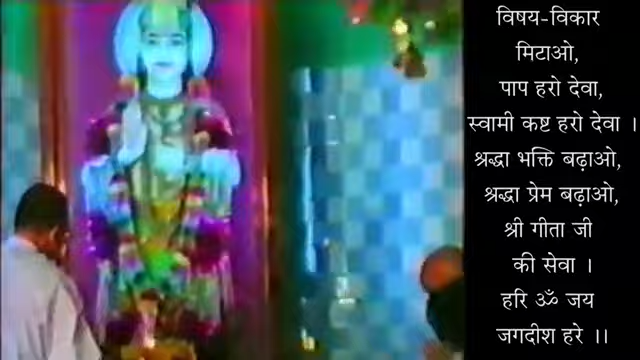 विषय-विकार
मिटाओ,
पाप हरो देवा,
स्वामी कष्ट हरो देवा ।
श्रद्धा भक्ति बढ़ाओ,
श्रद्धा प्रेम बढ़ाओ,
श्री गीता जी
की सेवा ।
हरि ॐ जय
जगदीश हरे ।।